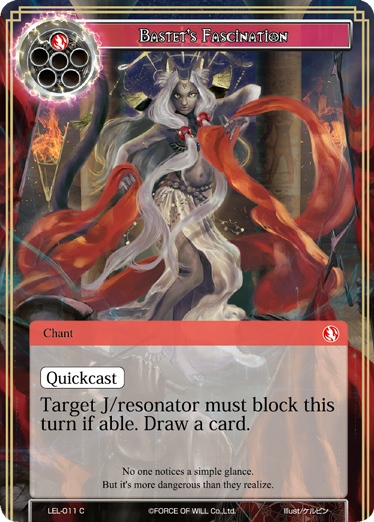 Bastet's Fascination
Chant
Quickcast
Target J/resonator must block this
turn if able. Draw a card.
No one notices a simple glance.
But it's more dangerous than they realize.
LEL-011 C
©FORCE OF WILL Co.,Ltd.
Illust/ケルビン